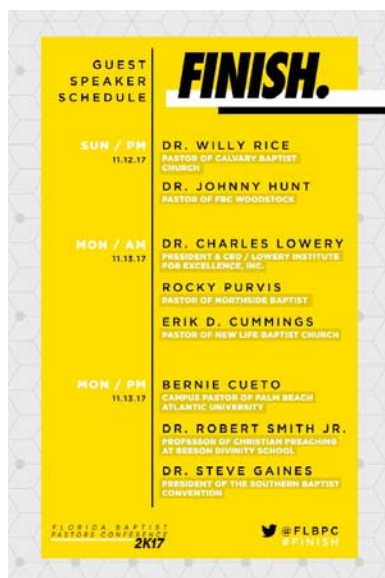 GUEST
SPEAKER
SCHEDULE
FINISH.
SUN / PM
11.12.17
DR. WILLY RICE
PASTOR OF CALVARY BAPTIST
CHURCH
DR. JOHNNY HUNT
PASTOR OF FBC WOODSTOCK
MON / AM
11.13.17
DR. CHARLES LOWERY
PRESIDENT & CEO / LOWERY INSTITUTE
FOR EXCELLENCE, INC.
ROCKY PURVIS
PASTOR OF NORTHSIDE BAPTIST
ERIK D. CUMMINGS
PASTOR OF NEW LIFE BAPTIST CHURCH
MON / PM
11.13.17
BERNIE CUETO
CAMPUS PASTOR OF PALM BEACH
ATLANTIC UNIVERSITY
DR. ROBERT SMITH JR.
PROFESSOR OF CHRISTIAN PREACHING
AT BEESON DIVINITY SCHOOL
DR. STEVE GAINES
PRESIDENT OF THE SOUTHERN BAPTIST
CONVENTION
FLORIDA BAPTIST
PASTORS CONFERENCE
2K17
@FLBPC
#FINISH